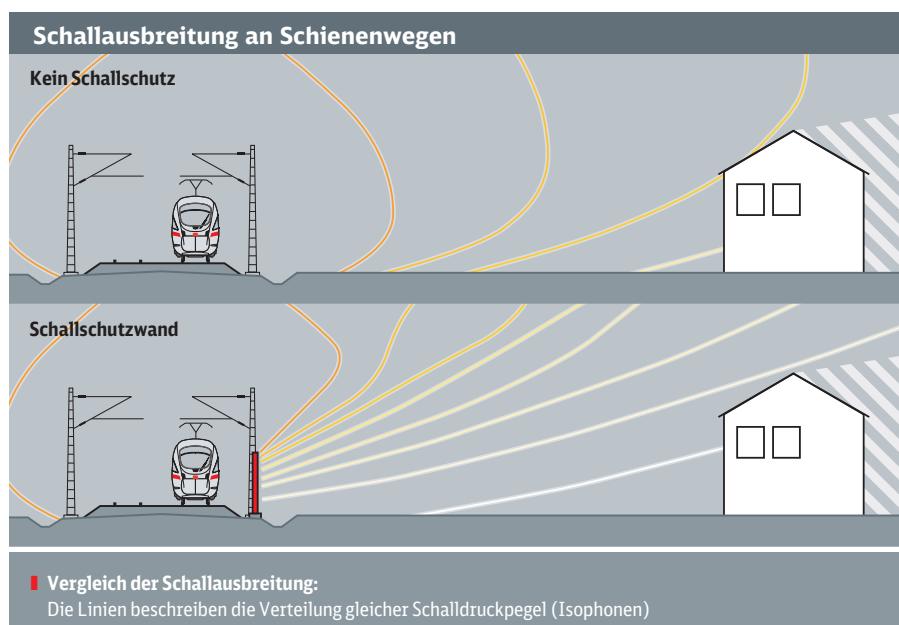 Schallausbreitung an Schienenwegen
Kein Schallschutz
Schallschutzwand
Vergleich der Schallausbreitung:
Die Linien beschreiben die Verteilung gleicher Schalldruckpegel (Isophonen)